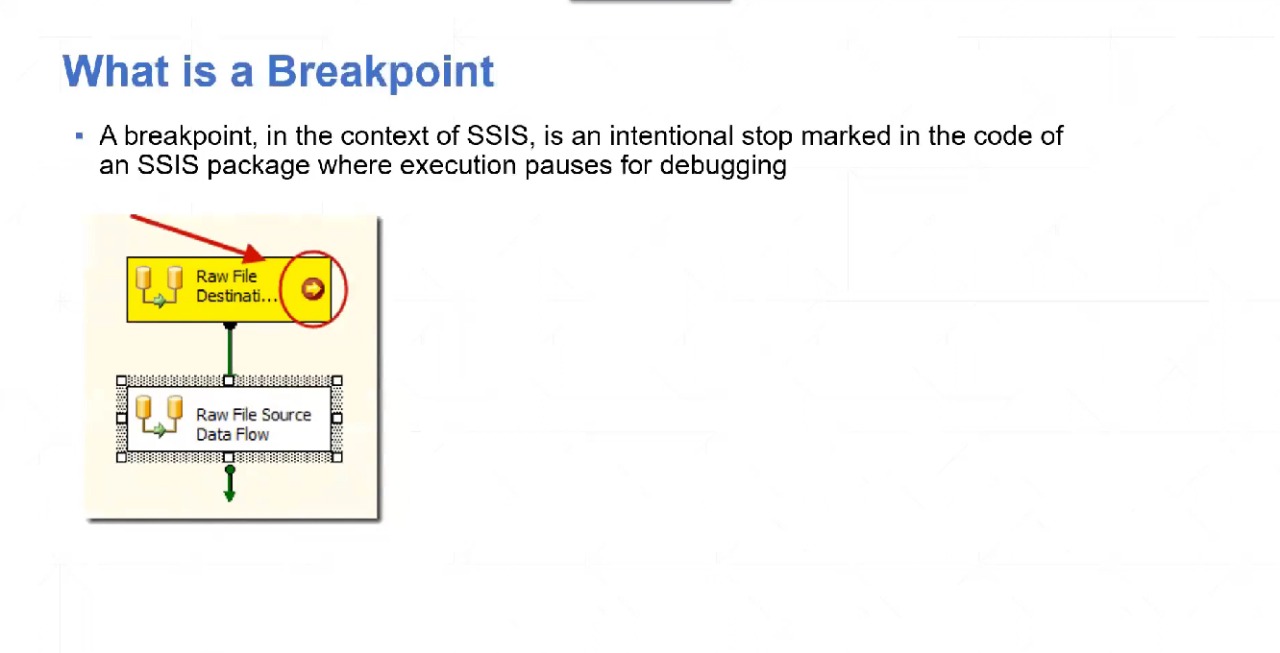 What is a Breakpoint
▪ A breakpoint, in the context of SSIS, is an intentional stop marked in the code of
an SSIS package where execution pauses for debugging
Raw File
Destinati...
Raw File Source
Data Flow